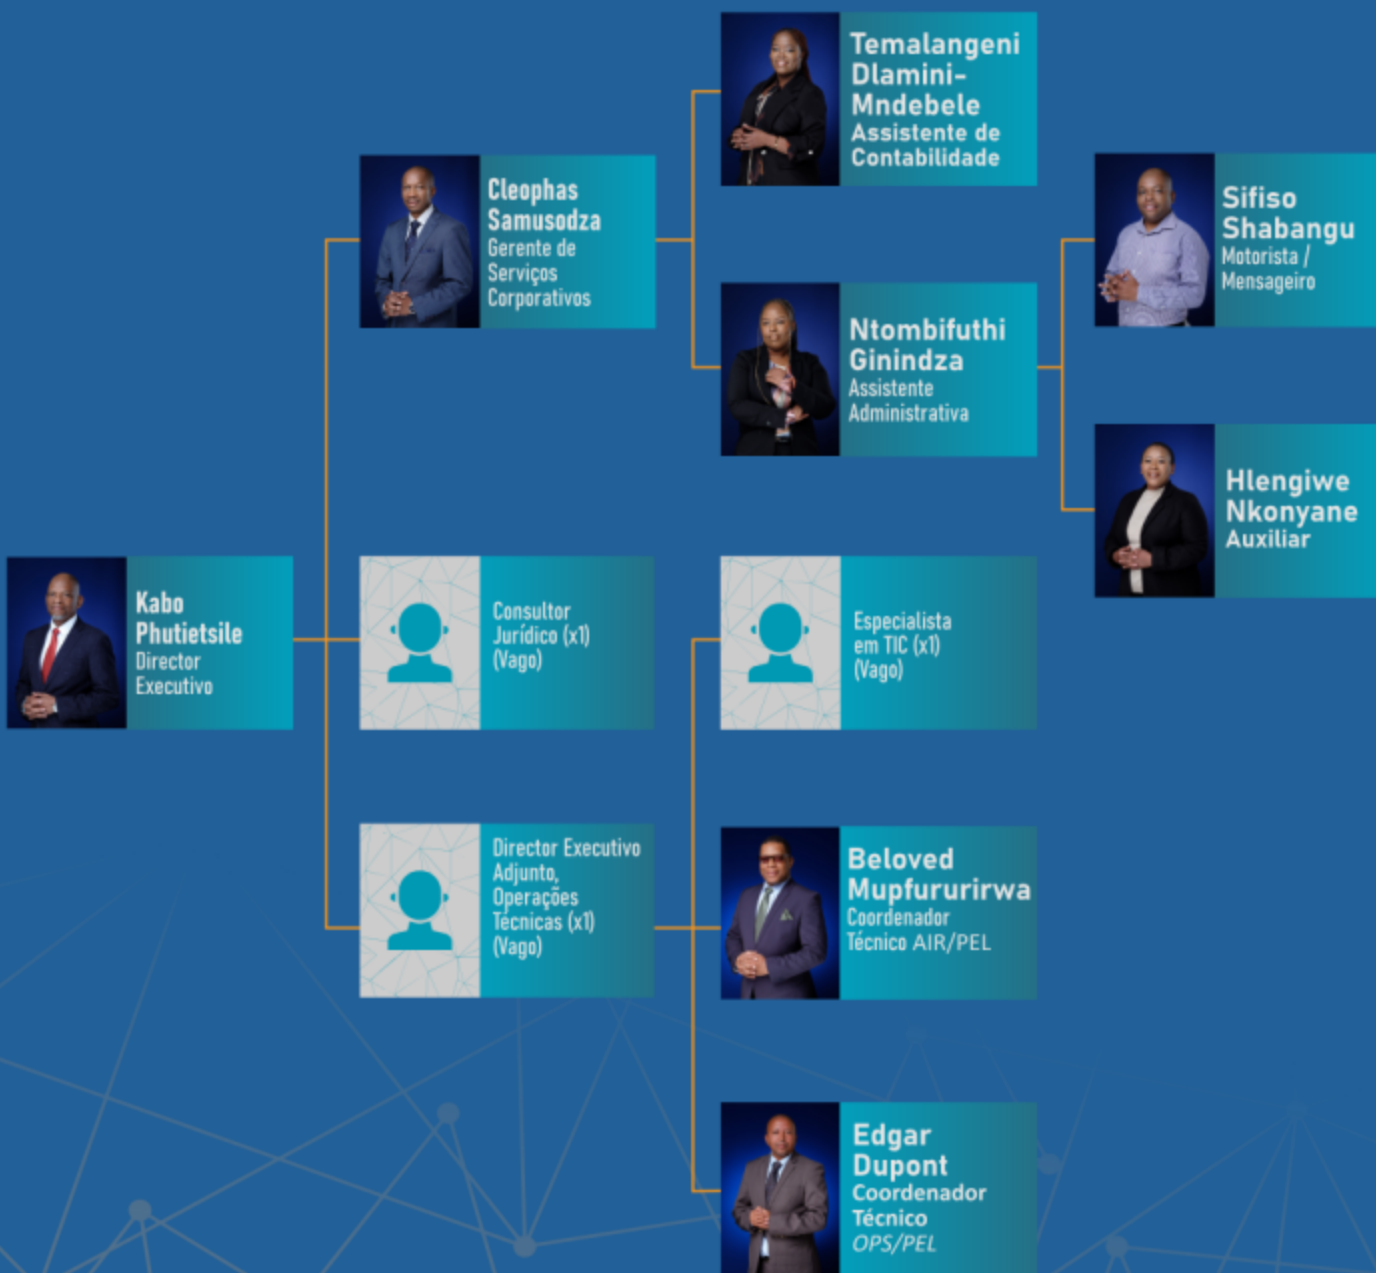 Temalangeni
Dlamini-
Mndebele
Assistente de
Contabilidade
Cleophas
Samusodza
Gerente de
Serviços
Corporativos
Sifiso
Shabangu
Motorista /
Mensageiro
Ntombifuthi
Ginindza
Assistente
Administrativa
Hlengiwe
Nkonyane
Auxiliar
Kabo
Phutietsile
Director
Executivo
Consultor
Jurídico (x1)
(Vago)
Especialista
em TIC (x1)
(Vago)
Director Executivo
Adjunto,
Operações
Técnicas (x1)
(Vago)
Beloved
Mupfururirwa
Coordenador
Técnico AIR/PEL
Edgar
Dupont
Coordenador
Técnico
OPS/PEL